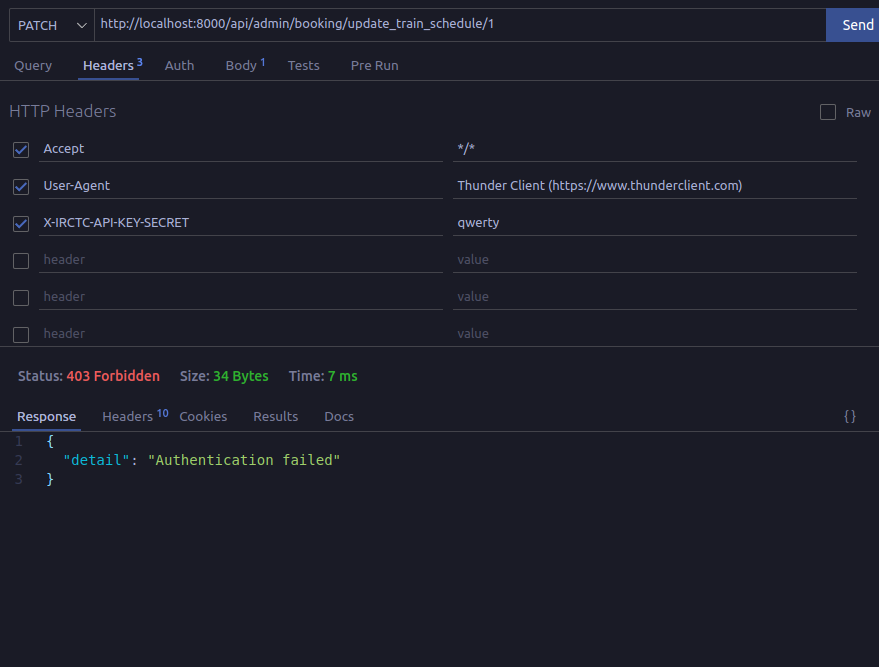 PATCH http://localhost:8000/api/admin/booking/update_train_schedule/1 Send
Query Headers 3 Auth Body 1 Tests Pre Run
HTTP Headers Raw
Accept */*
User-Agent Thunder Client (https://www.thunderclient.com)
X-IRCTC-API-KEY-SECRET qwerty
header value
header value
header value
Status: 403 Forbidden Size: 34 Bytes Time: 7 ms
Response Headers 10 Cookies Results Docs {}
1 {
2 "detail": "Authentication failed"
3 }